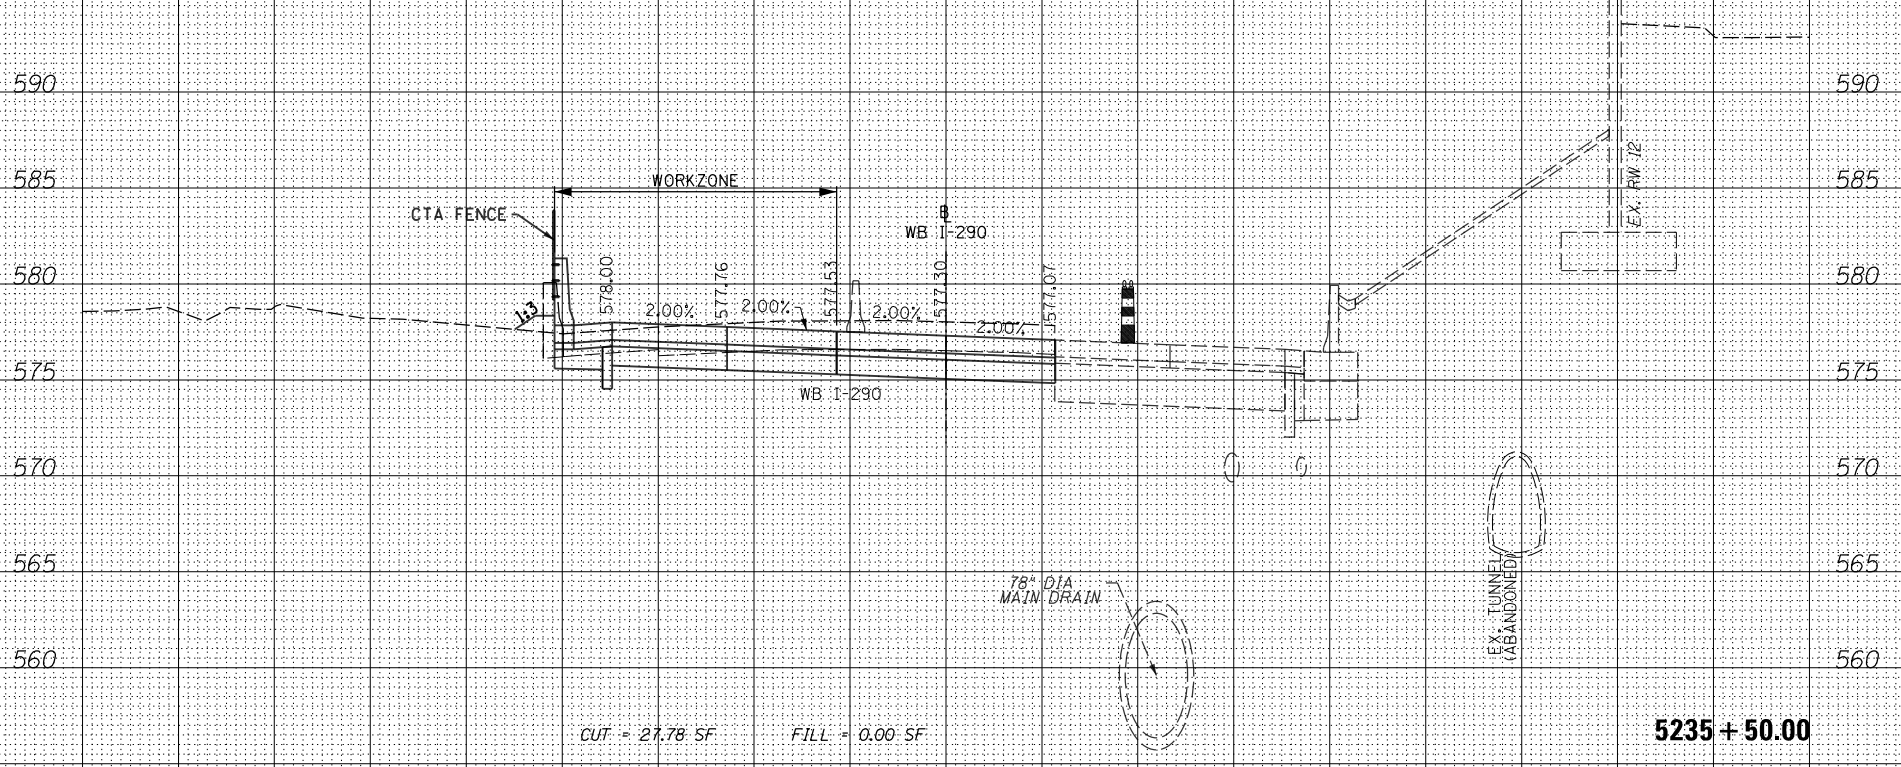 590
590
EX. RW 12
585
WORKZONE
585
CTA FENCE
B
L
WB I-290
580
578.00
577.76
577.53
577.30
577.07
580
1:3
2.00%
2.00%
2.00%
2.00%
575
WB I-290
575
570
570
565
78" DIA
MAIN DRAIN
EX. TUNNEL
(ABANDONED)
565
560
560
CUT = 27.78 SF
FILL = 0.00 SF
5235 + 50.00